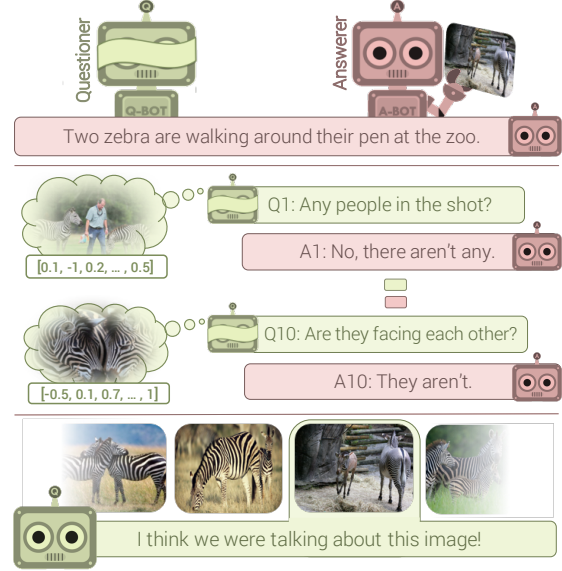 Q
A
Questioner
Answerer
Q-BOT
A-BOT
Two zebra are walking around their pen at the zoo.
A
Q
Q1: Any people in the shot?
A
A1: No, there aren't any.
[0.1, -1, 0.2, ... , 0.5]
Q
Q10: Are they facing each other?
A
A10: They aren't.
[-0.5, 0.1, 0.7, ... , 1]
Q
I think we were talking about this image!